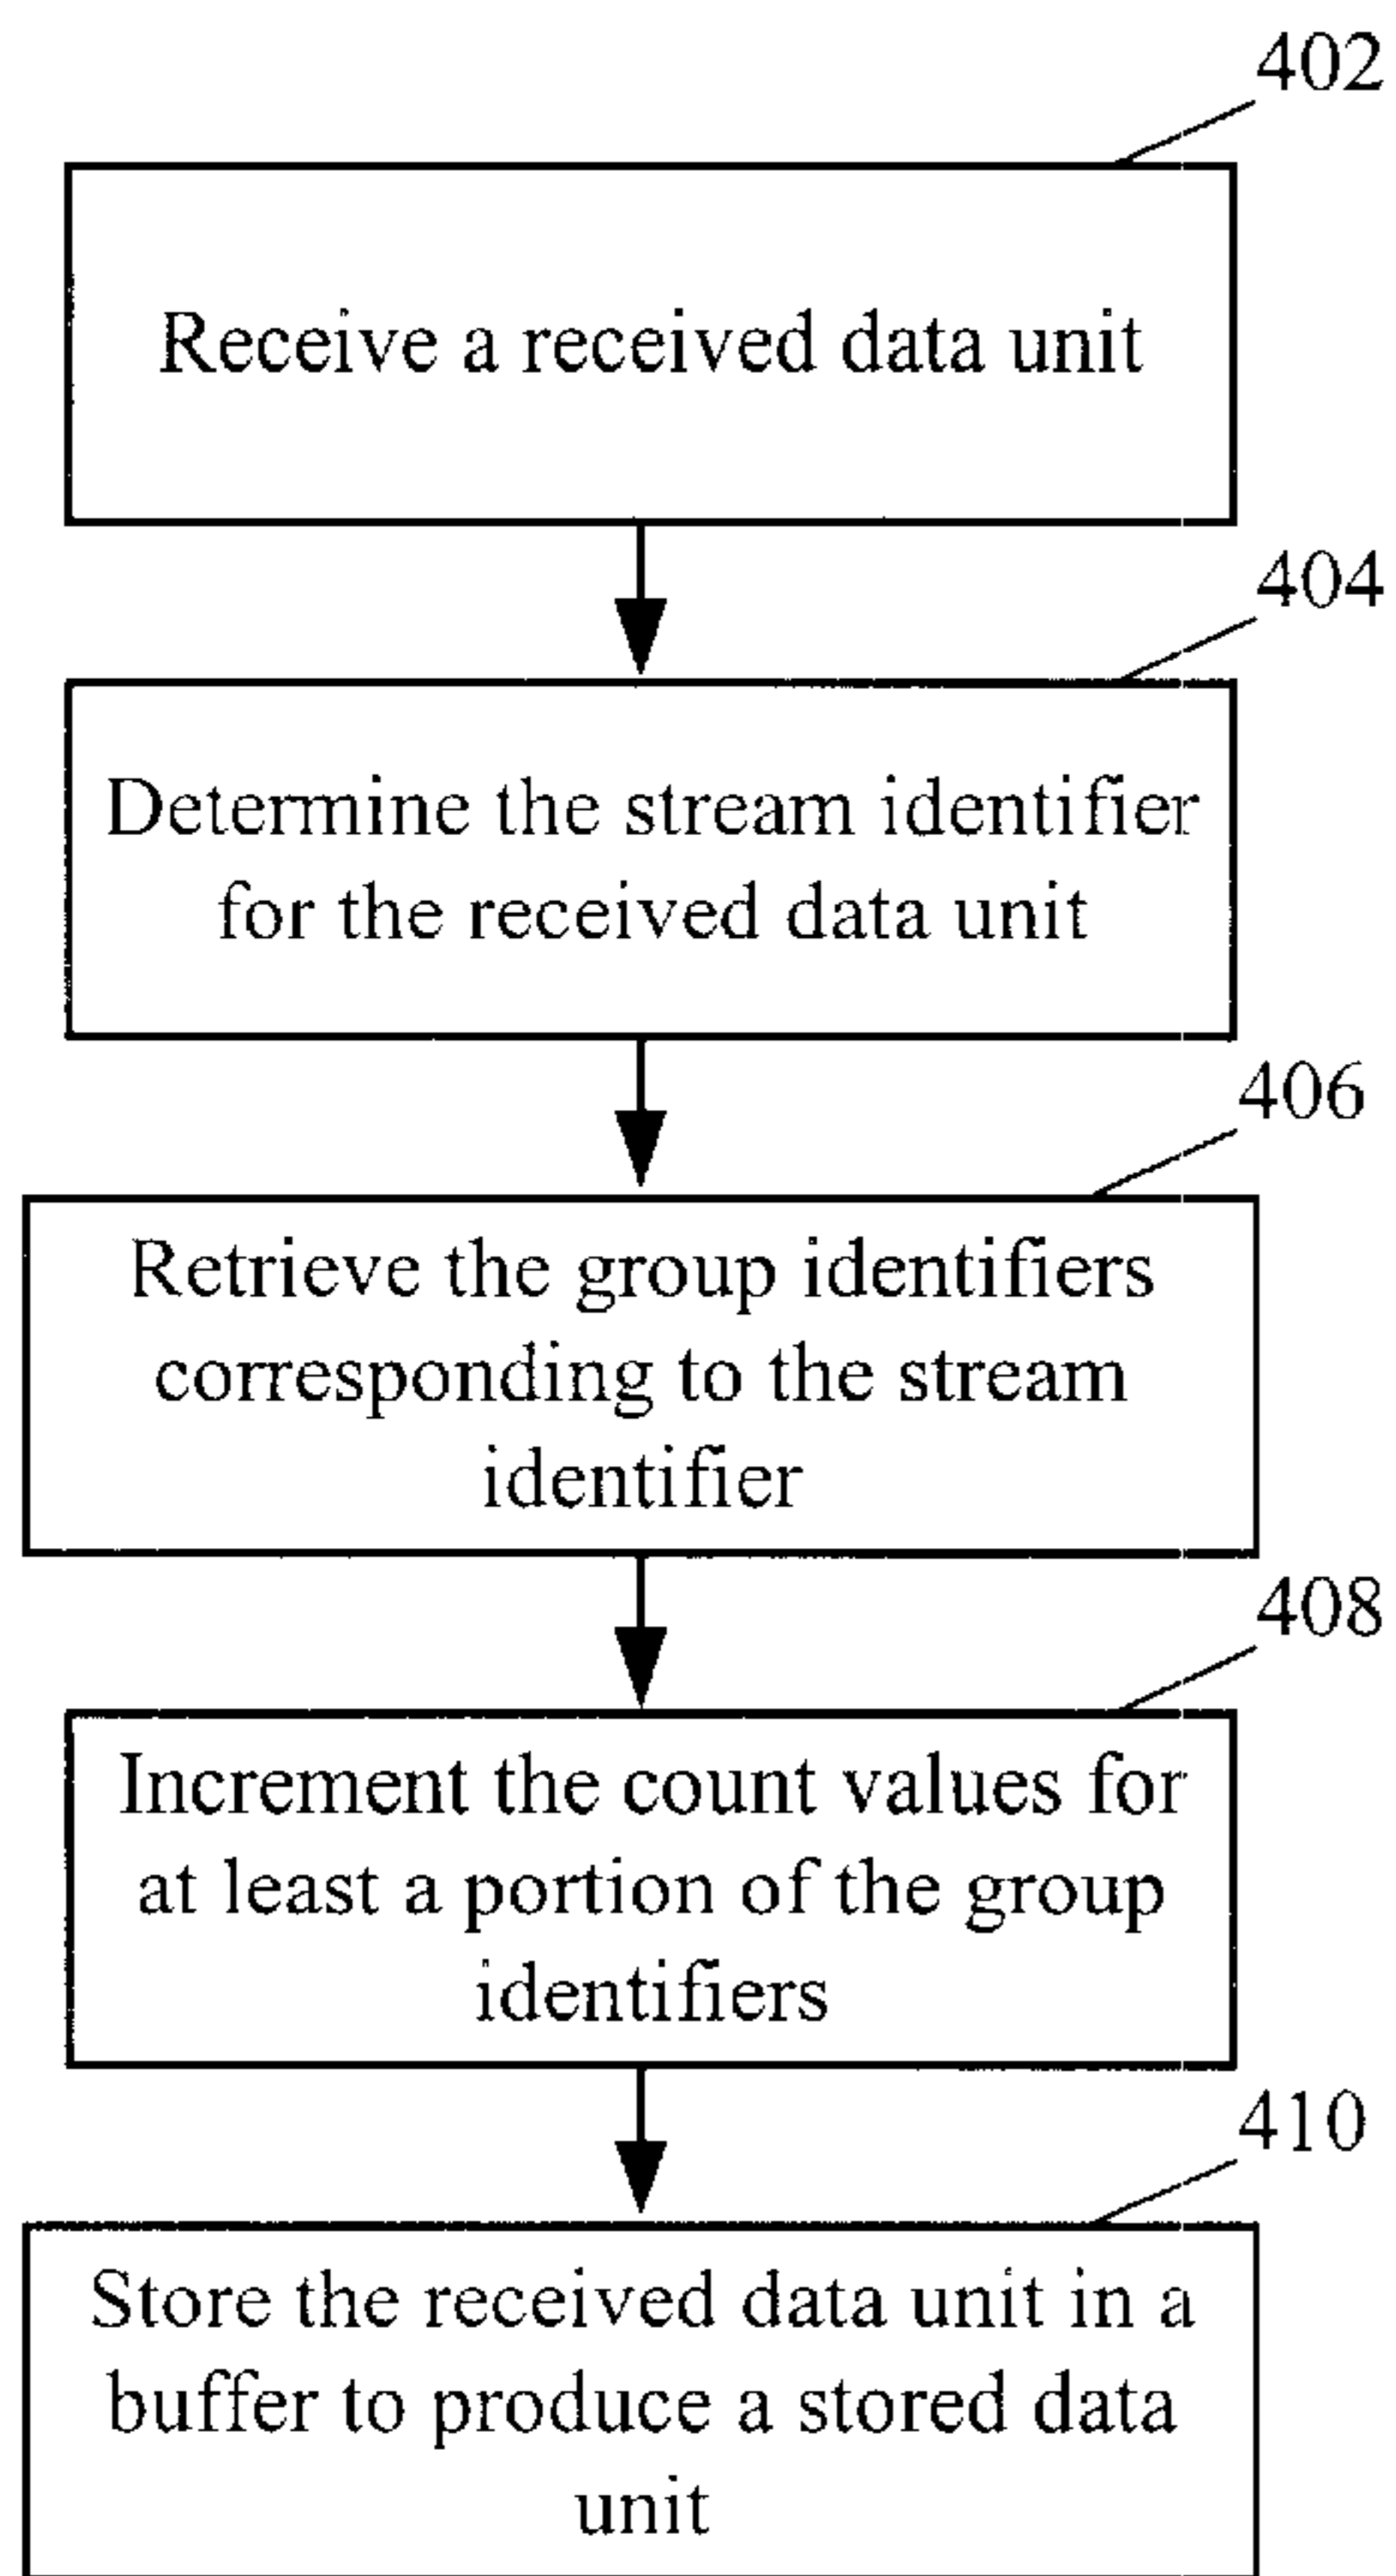 402
Receive a received data unit
404
Determine the stream identifier
for the received data unit
406
Retrieve the group identifiers
corresponding to the stream
identifier
408
Increment the count values for
at least a portion of the group
identifiers
410
Store the received data unit in a
buffer to produce a stored data
unit